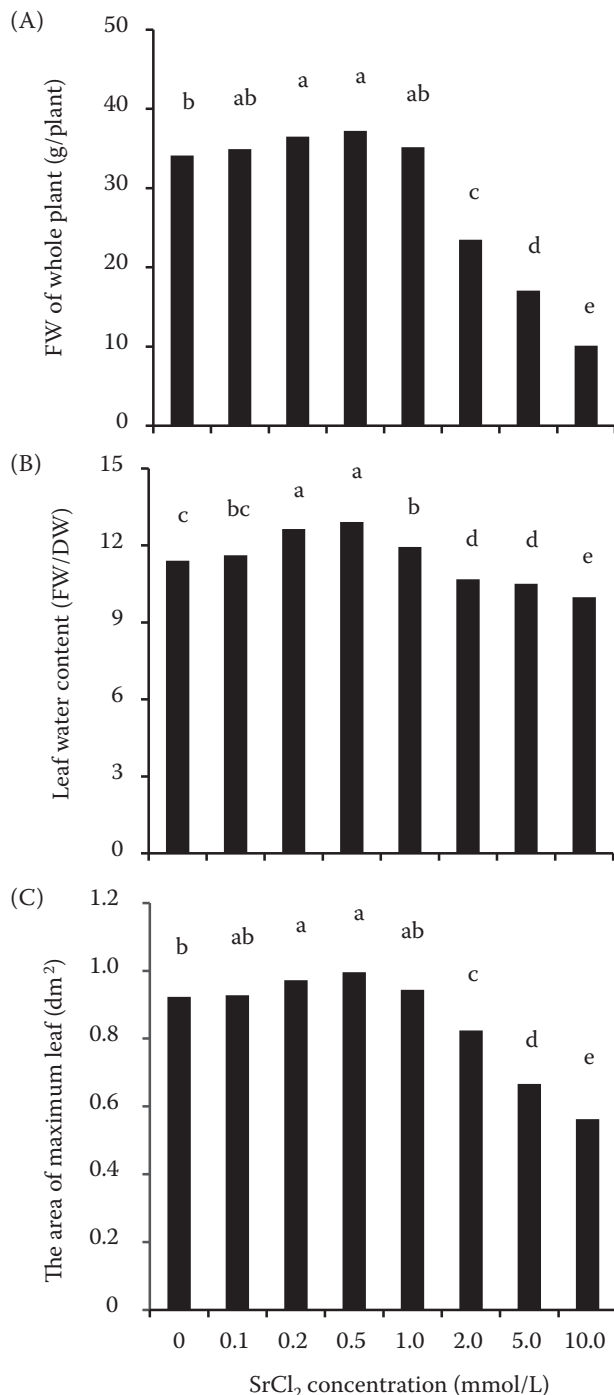 (A)
FW of whole plant (g/plant)
50
40
30
20
10
0
b ab a a ab c d e
(B)
Leaf water content (FW/DW)
15
12
9
6
3
0
c bc a a b d d e
(C)
The area of maximum leaf (dm²)
1.2
1.0
0.8
0.6
0.4
0.2
0
b ab a a ab c d e
0 0.1 0.2 0.5 1.0 2.0 5.0 10.0
SrCl₂ concentration (mmol/L)